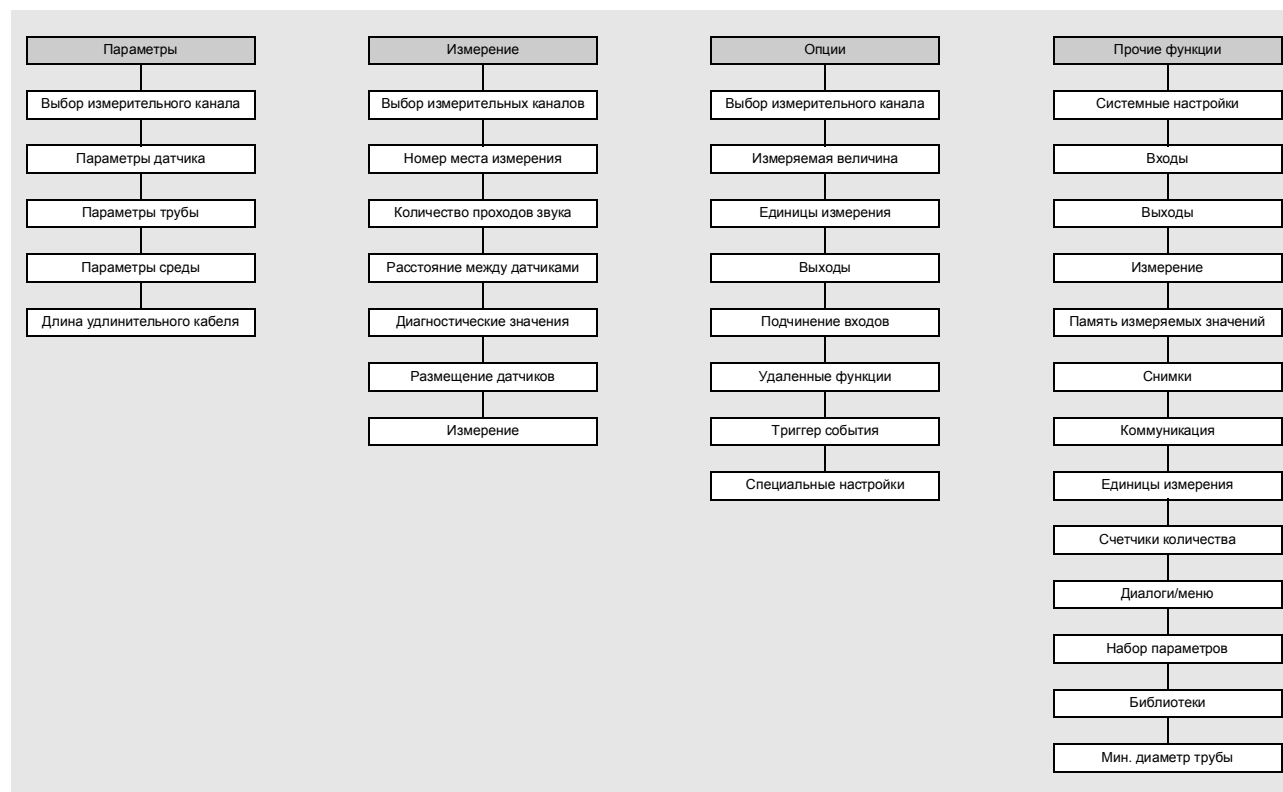 Параметры
Выбор измерительного канала
Параметры датчика
Параметры трубы
Параметры среды
Длина удлинительного кабеля
Измерение
Выбор измерительных каналов
Номер места измерения
Количество проходов звука
Расстояние между датчиками
Диагностические значения
Размещение датчиков
Измерение
Опции
Выбор измерительного канала
Измеряемая величина
Единицы измерения
Выходы
Подчинение входов
Удаленные функции
Триггер события
Специальные настройки
Прочие функции
Системные настройки
Входы
Выходы
Измерение
Память измеряемых значений
Снимки
Коммуникация
Единицы измерения
Счетчики количества
Диалоги/меню
Набор параметров
Библиотеки
Мин. диаметр трубы